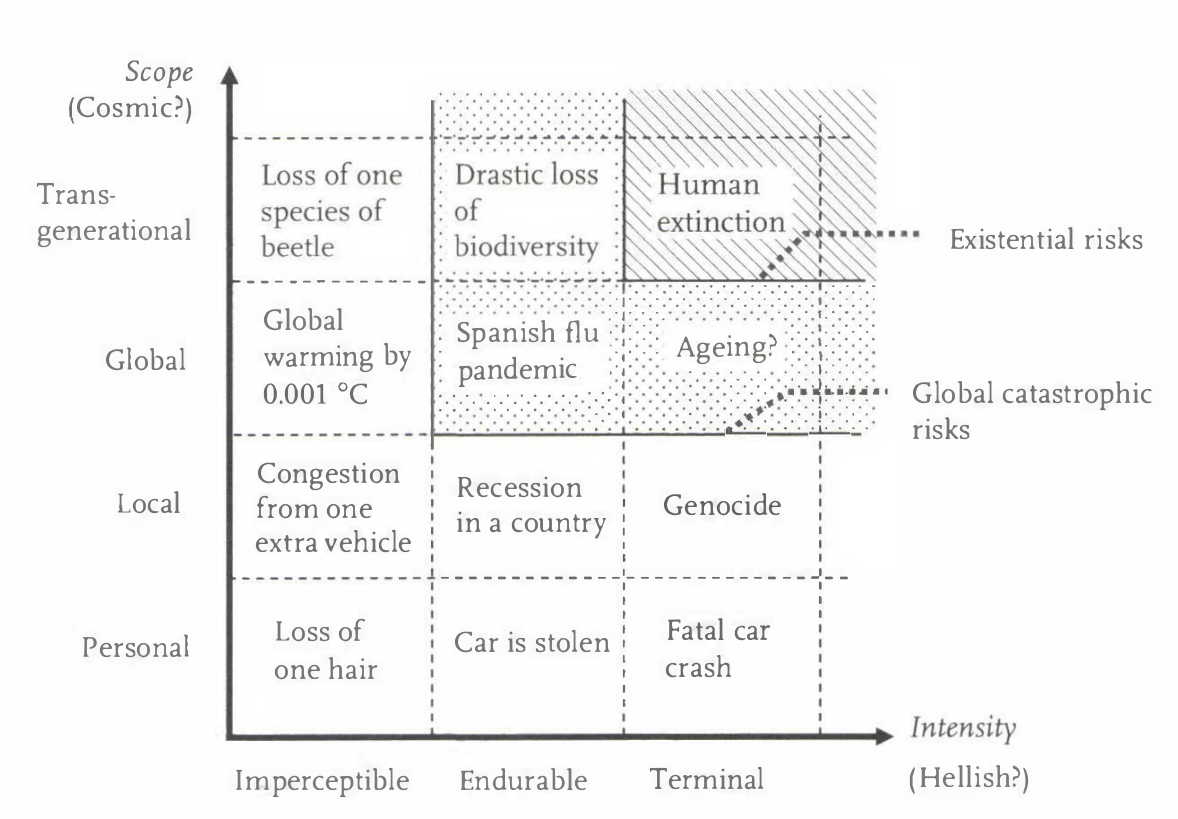 Scope
(Cosmic?)
Trans-
generational
Loss of one
species of
beetle
Drastic loss
of
biodiversity
Human
extinction
Existential risks
Global
Global
warming by
0.001 °C
Spanish flu
pandemic
Ageing?
Global catastrophic
risks
Local
Congestion
from one
extra vehicle
Recession
in a country
Genocide
Personal
Loss of
one hair
Car is stolen
Fatal car
crash
Intensity
(Hellish?)
Imperceptible
Endurable
Terminal